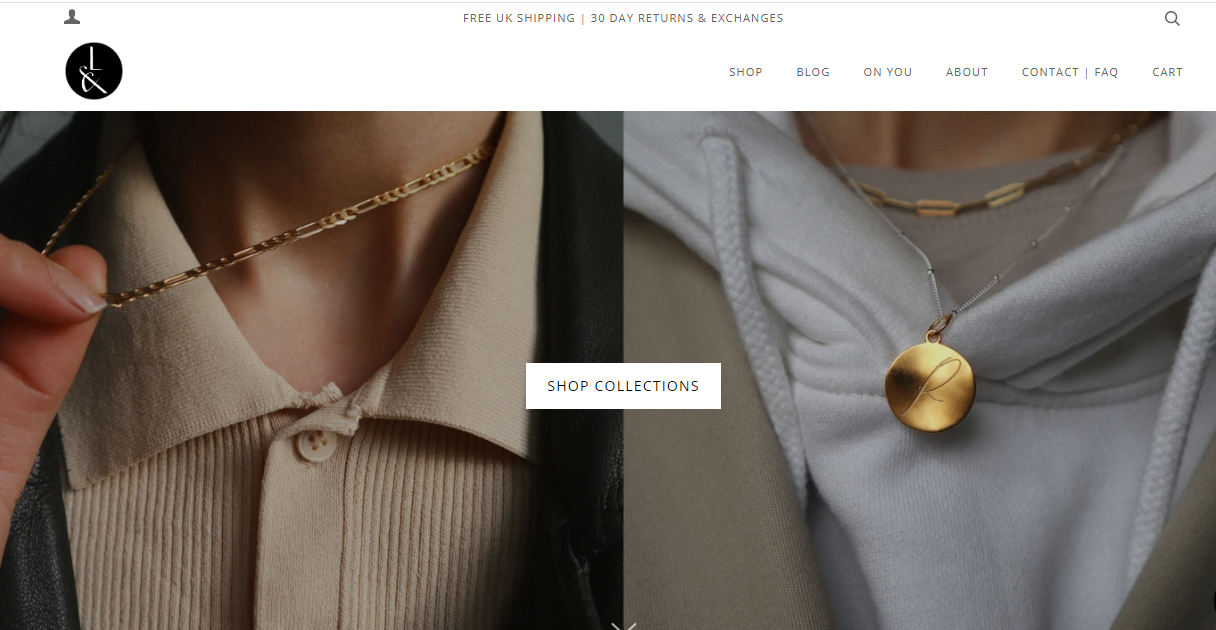 FREE UK SHIPPING | 30 DAY RETURNS & EXCHANGES
L
&
SHOP BLOG ON YOU ABOUT CONTACT | FAQ CART
SHOP COLLECTIONS
R